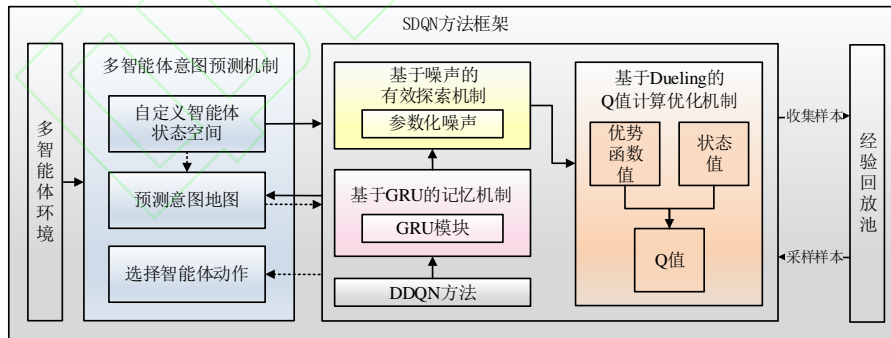 SDQN方法框架
多智能体环境
多智能体意图预测机制
自定义智能体
状态空间
预测意图地图
选择智能体动作
基于噪声的
有效探索机制
参数化噪声
基于GRU的记忆机制
GRU模块
DDQN方法
基于Dueling的
Q值计算优化机制
优势
函数
值
状态
值
Q值
收集样本
采样样本
经验回放池